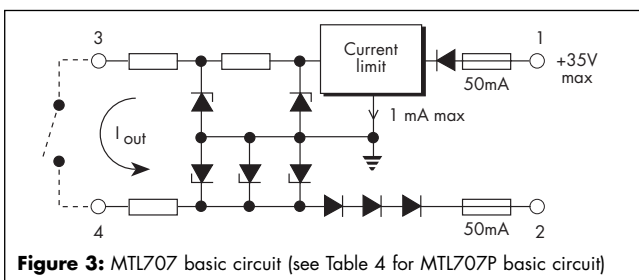 3
Current
limit
1
+35V
max
50mA
1 mA max
I out
4
50mA
2
Figure 3: MTL707 basic circuit (see Table 4 for MTL707P basic circuit)